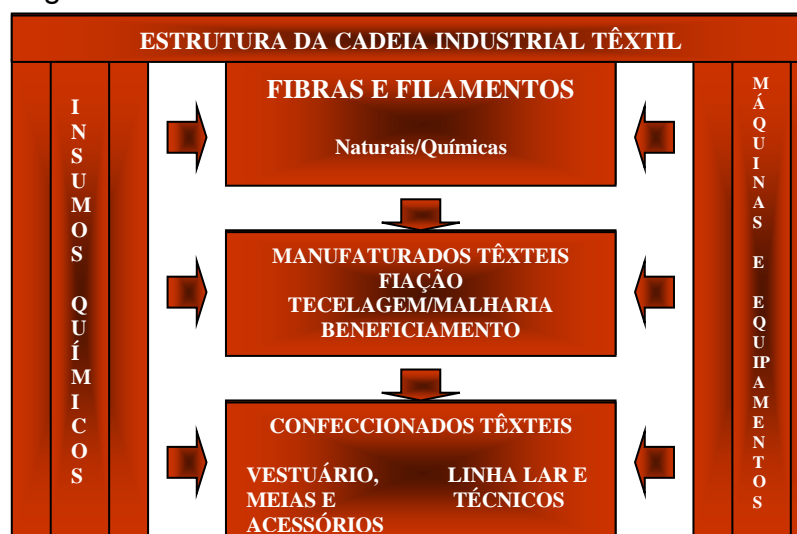 ESTRUTURA DA CADEIA INDUSTRIAL TÊXTIL
INSUMOS QUÍMICOS
FIBRAS E FILAMENTOS
Naturais/Químicas
MANUFATURADOS TÊXTEIS
FIAÇÃO
TECELAGEM/MALHARIA
BENEFICIAMENTO
CONFECCIONADOS TÊXTEIS
VESTUÁRIO,
MEIAS E
ACESSÓRIOS
LINHA LAR E
TÉCNICOS
MÁQUINAS E EQUIPAMENTOS